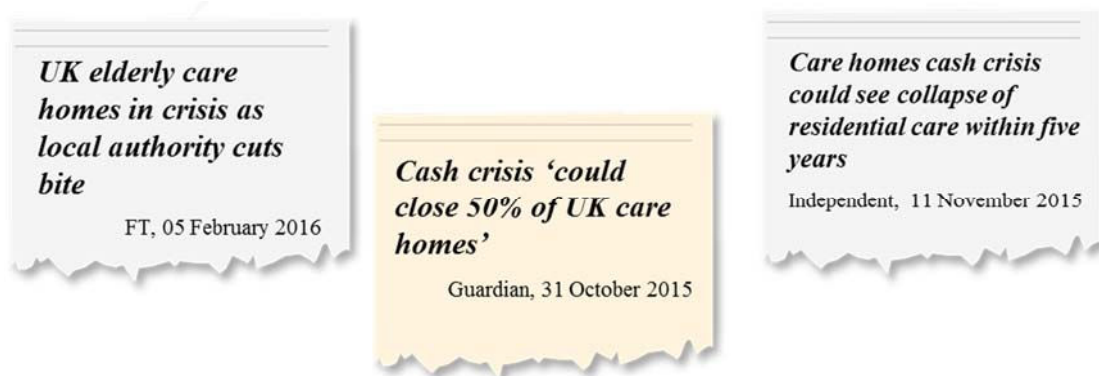 UK elderly care
homes in crisis as
local authority cuts
bite
FT, 05 February 2016
Cash crisis ‘could
close 50% of UK care
homes’
Guardian, 31 October 2015
Care homes cash crisis
could see collapse of
residential care within five
years
Independent, 11 November 2015